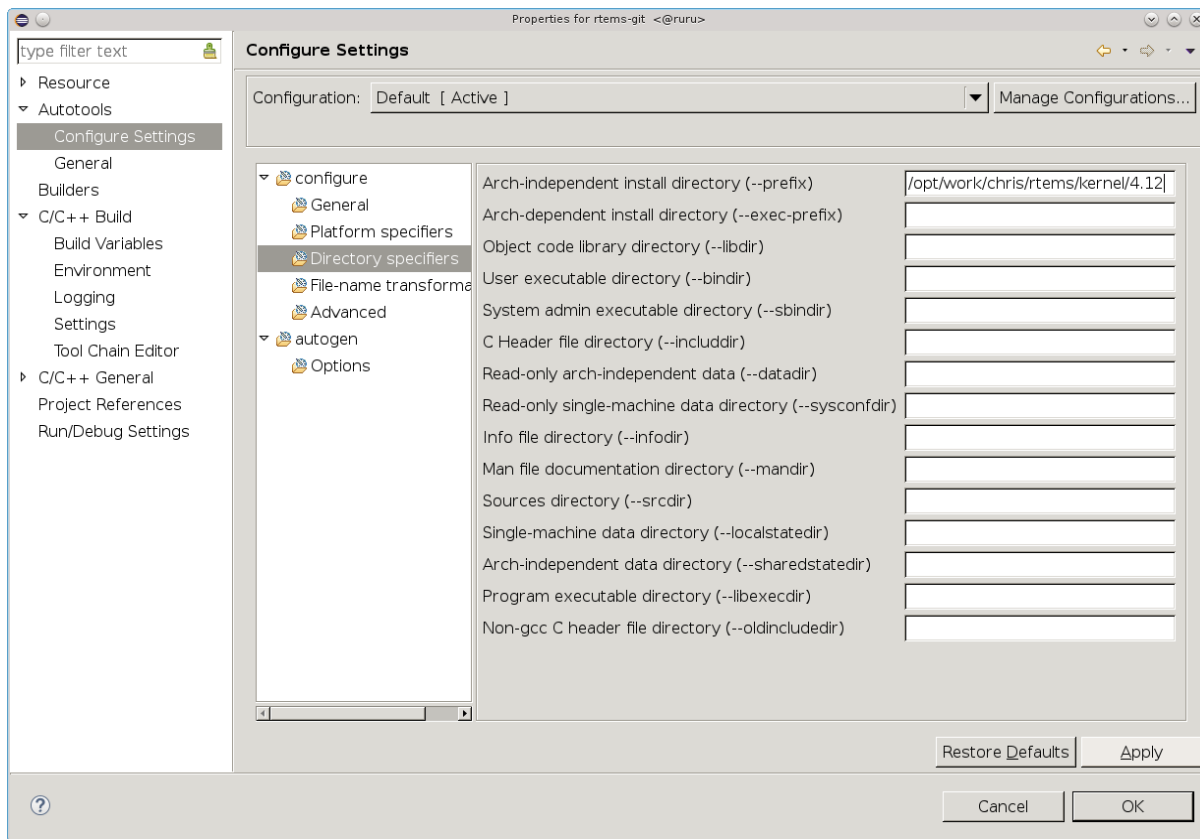 Properties for rtems-git <@ruru>
type filter text
Resource
Autotools
Configure Settings
General
Builders
C/C++ Build
Build Variables
Environment
Logging
Settings
Tool Chain Editor
C/C++ General
Project References
Run/Debug Settings
Configure Settings
Configuration: Default [ Active ] Manage Configurations...
configure
General
Platform specifiers
Directory specifiers
File-name transforma
Advanced
autogen
Options
Arch-independent install directory (--prefix) /opt/work/chris/rtems/kernel/4.12
Arch-dependent install directory (--exec-prefix)
Object code library directory (--libdir)
User executable directory (--bindir)
System admin executable directory (--sbindir)
C Header file directory (--includdir)
Read-only arch-independent data (--datadir)
Read-only single-machine data directory (--sysconfdir)
Info file directory (--infodir)
Man file documentation directory (--mandir)
Sources directory (--srcdir)
Single-machine data directory (--localstatedir)
Arch-independent data directory (--sharedstatedir)
Program executable directory (--libexecdir)
Non-gcc C header file directory (--oldincludedir)
Restore Defaults Apply
? Cancel OK